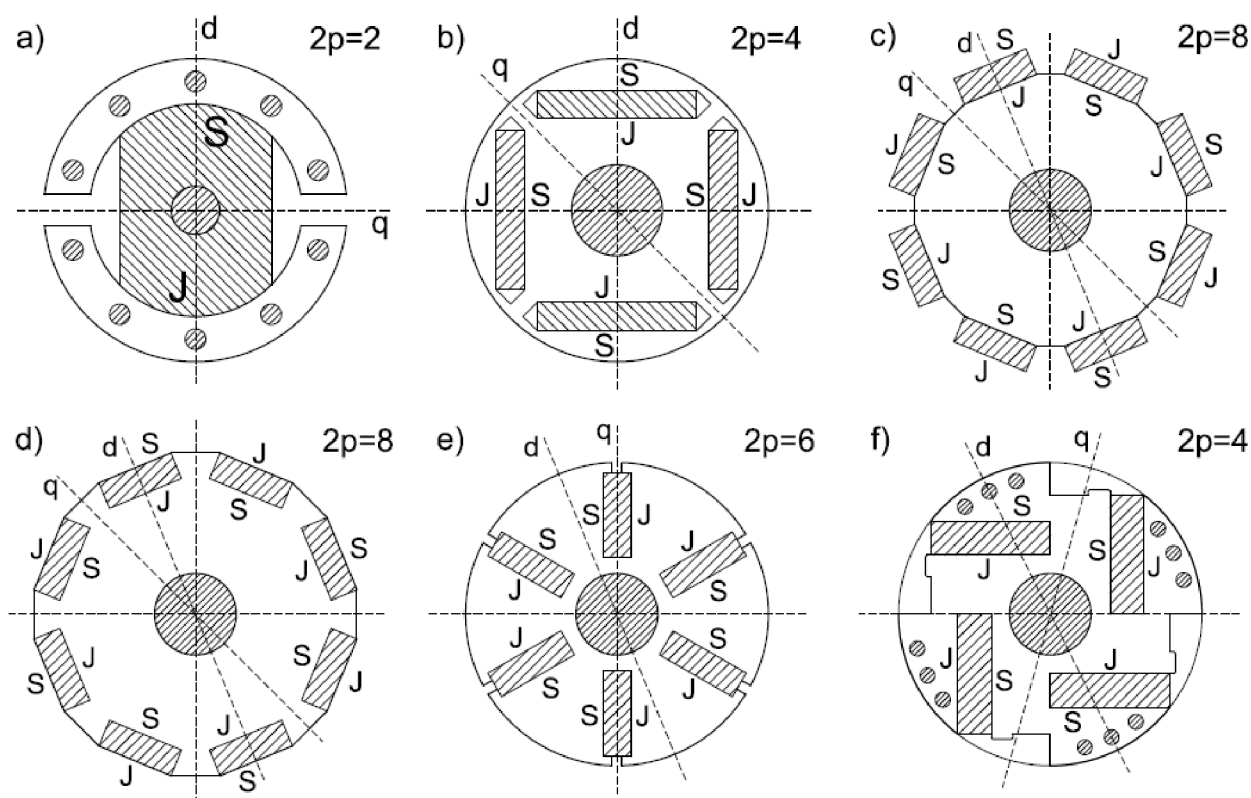 a) d 2p=2
S
q
J
b) d 2p=4
q S
J
J S S J
J
S
c) d S J 2p=8
q J S
J S J S
S J S J
S J
J S
d) d S J 2p=8
q J S
J S J S
S J S J
S J
J S
e) d q 2p=6
S J
S J
J S
J S
S J
S J
f) d q 2p=4
S
S J
J
J S J
S